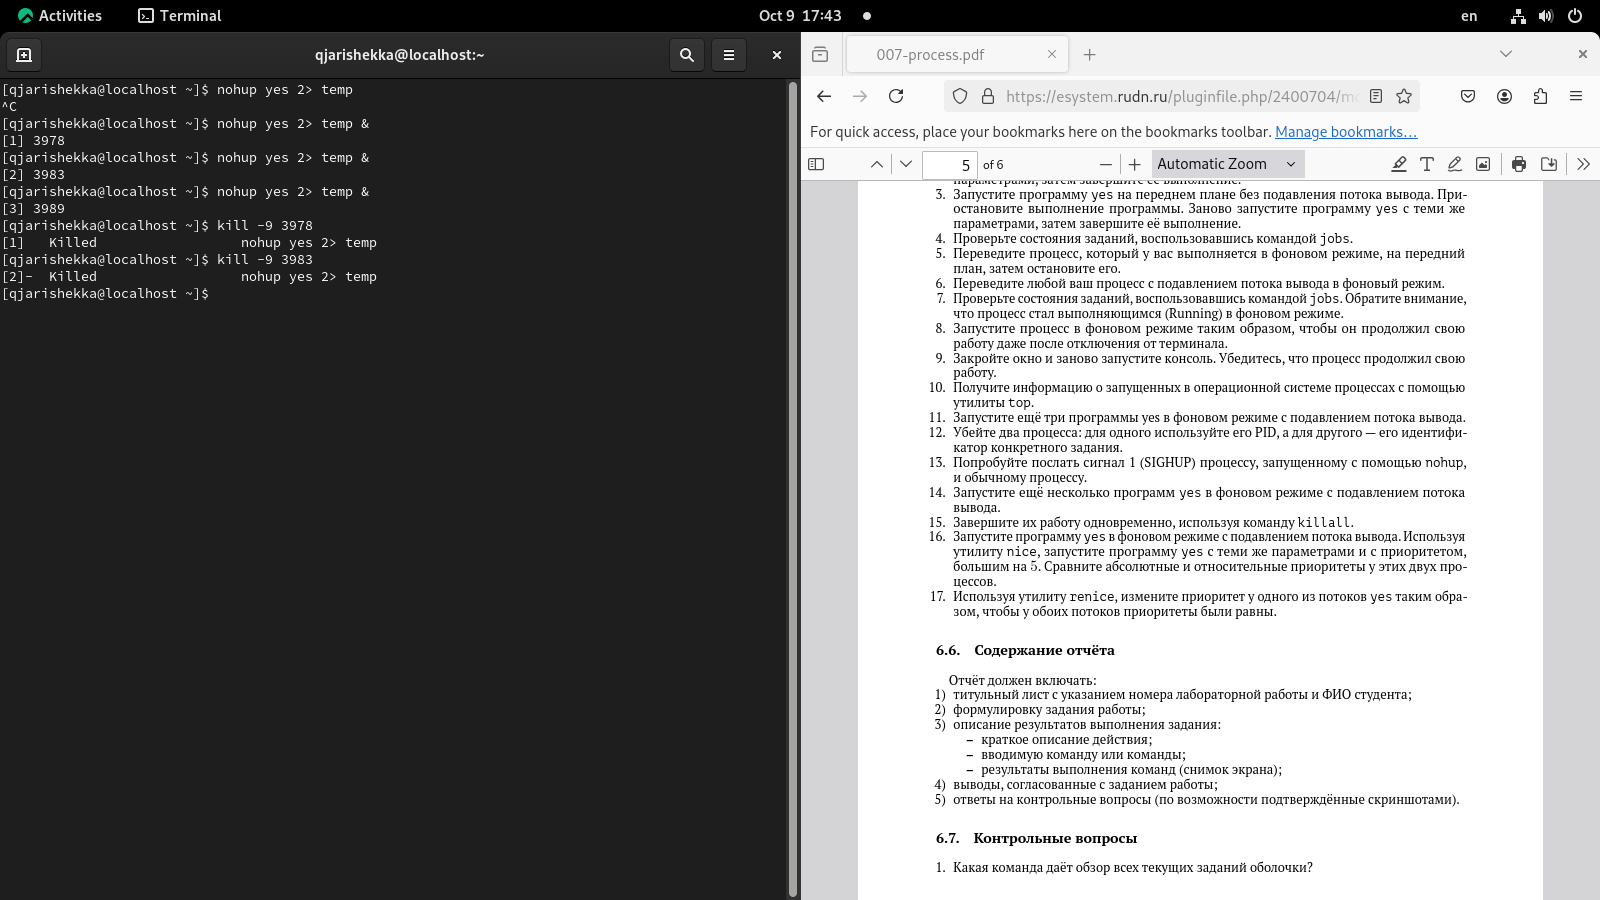 Activities
Terminal
Oct 9 17:43
en
qjarishekka@localhost:~
[qjarishekka@localhost ~]$ nohup yes 2> temp
^C
[qjarishekka@localhost ~]$ nohup yes 2> temp &
[1] 3978
[qjarishekka@localhost ~]$ nohup yes 2> temp &
[2] 3983
[qjarishekka@localhost ~]$ nohup yes 2> temp &
[3] 3989
[qjarishekka@localhost ~]$ kill -9 3978
[1]   Killed                  nohup yes 2> temp
[qjarishekka@localhost ~]$ kill -9 3983
[2]-  Killed                  nohup yes 2> temp
[qjarishekka@localhost ~]$
007-process.pdf
https://esystem.rudn.ru/pluginfile.php/2400704/mo
For quick access, place your bookmarks here on the bookmarks toolbar. Manage bookmarks…
5 of 6
Automatic Zoom
параметрами, затем завершите её выполнение.
3. Запустите программу yes на переднем плане без подавления потока вывода. При-
остановите выполнение программы. Заново запустите программу yes с теми же
параметрами, затем завершите её выполнение.
4. Проверьте состояния заданий, воспользовавшись командой jobs.
5. Переведите процесс, который у вас выполняется в фоновом режиме, на передний
план, затем остановите его.
6. Переведите любой ваш процесс с подавлением потока вывода в фоновый режим.
7. Проверьте состояния заданий, воспользовавшись командой jobs. Обратите внимание,
что процесс стал выполняющимся (Running) в фоновом режиме.
8. Запустите процесс в фоновом режиме таким образом, чтобы он продолжил свою
работу даже после отключения от терминала.
9. Закройте окно и заново запустите консоль. Убедитесь, что процесс продолжил свою
работу.
10. Получите информацию о запущенных в операционной системе процессах с помощью
утилиты top.
11. Запустите ещё три программы yes в фоновом режиме с подавлением потока вывода.
12. Убейте два процесса: для одного используйте его PID, а для другого — его идентифи-
катор конкретного задания.
13. Попробуйте послать сигнал 1 (SIGHUP) процессу, запущенному с помощью nohup,
и обычному процессу.
14. Запустите ещё несколько программ yes в фоновом режиме с подавлением потока
вывода.
15. Завершите их работу одновременно, используя команду killall.
16. Запустите программу yes в фоновом режиме с подавлением потока вывода. Используя
утилиту nice, запустите программу yes с теми же параметрами и с приоритетом,
большим на 5. Сравните абсолютные и относительные приоритеты у этих двух про-
цессов.
17. Используя утилиту renice, измените приоритет у одного из потоков yes таким обра-
зом, чтобы у обоих потоков приоритеты были равны.
6.6. Содержание отчёта
Отчёт должен включать:
1) титульный лист с указанием номера лабораторной работы и ФИО студента;
2) формулировку задания работы;
3) описание результатов выполнения задания:
– краткое описание действия;
– вводимую команду или команды;
– результаты выполнения команд (снимок экрана);
4) выводы, согласованные с заданием работы;
5) ответы на контрольные вопросы (по возможности подтверждённые скриншотами).
6.7. Контрольные вопросы
1. Какая команда даёт обзор всех текущих заданий оболочки?